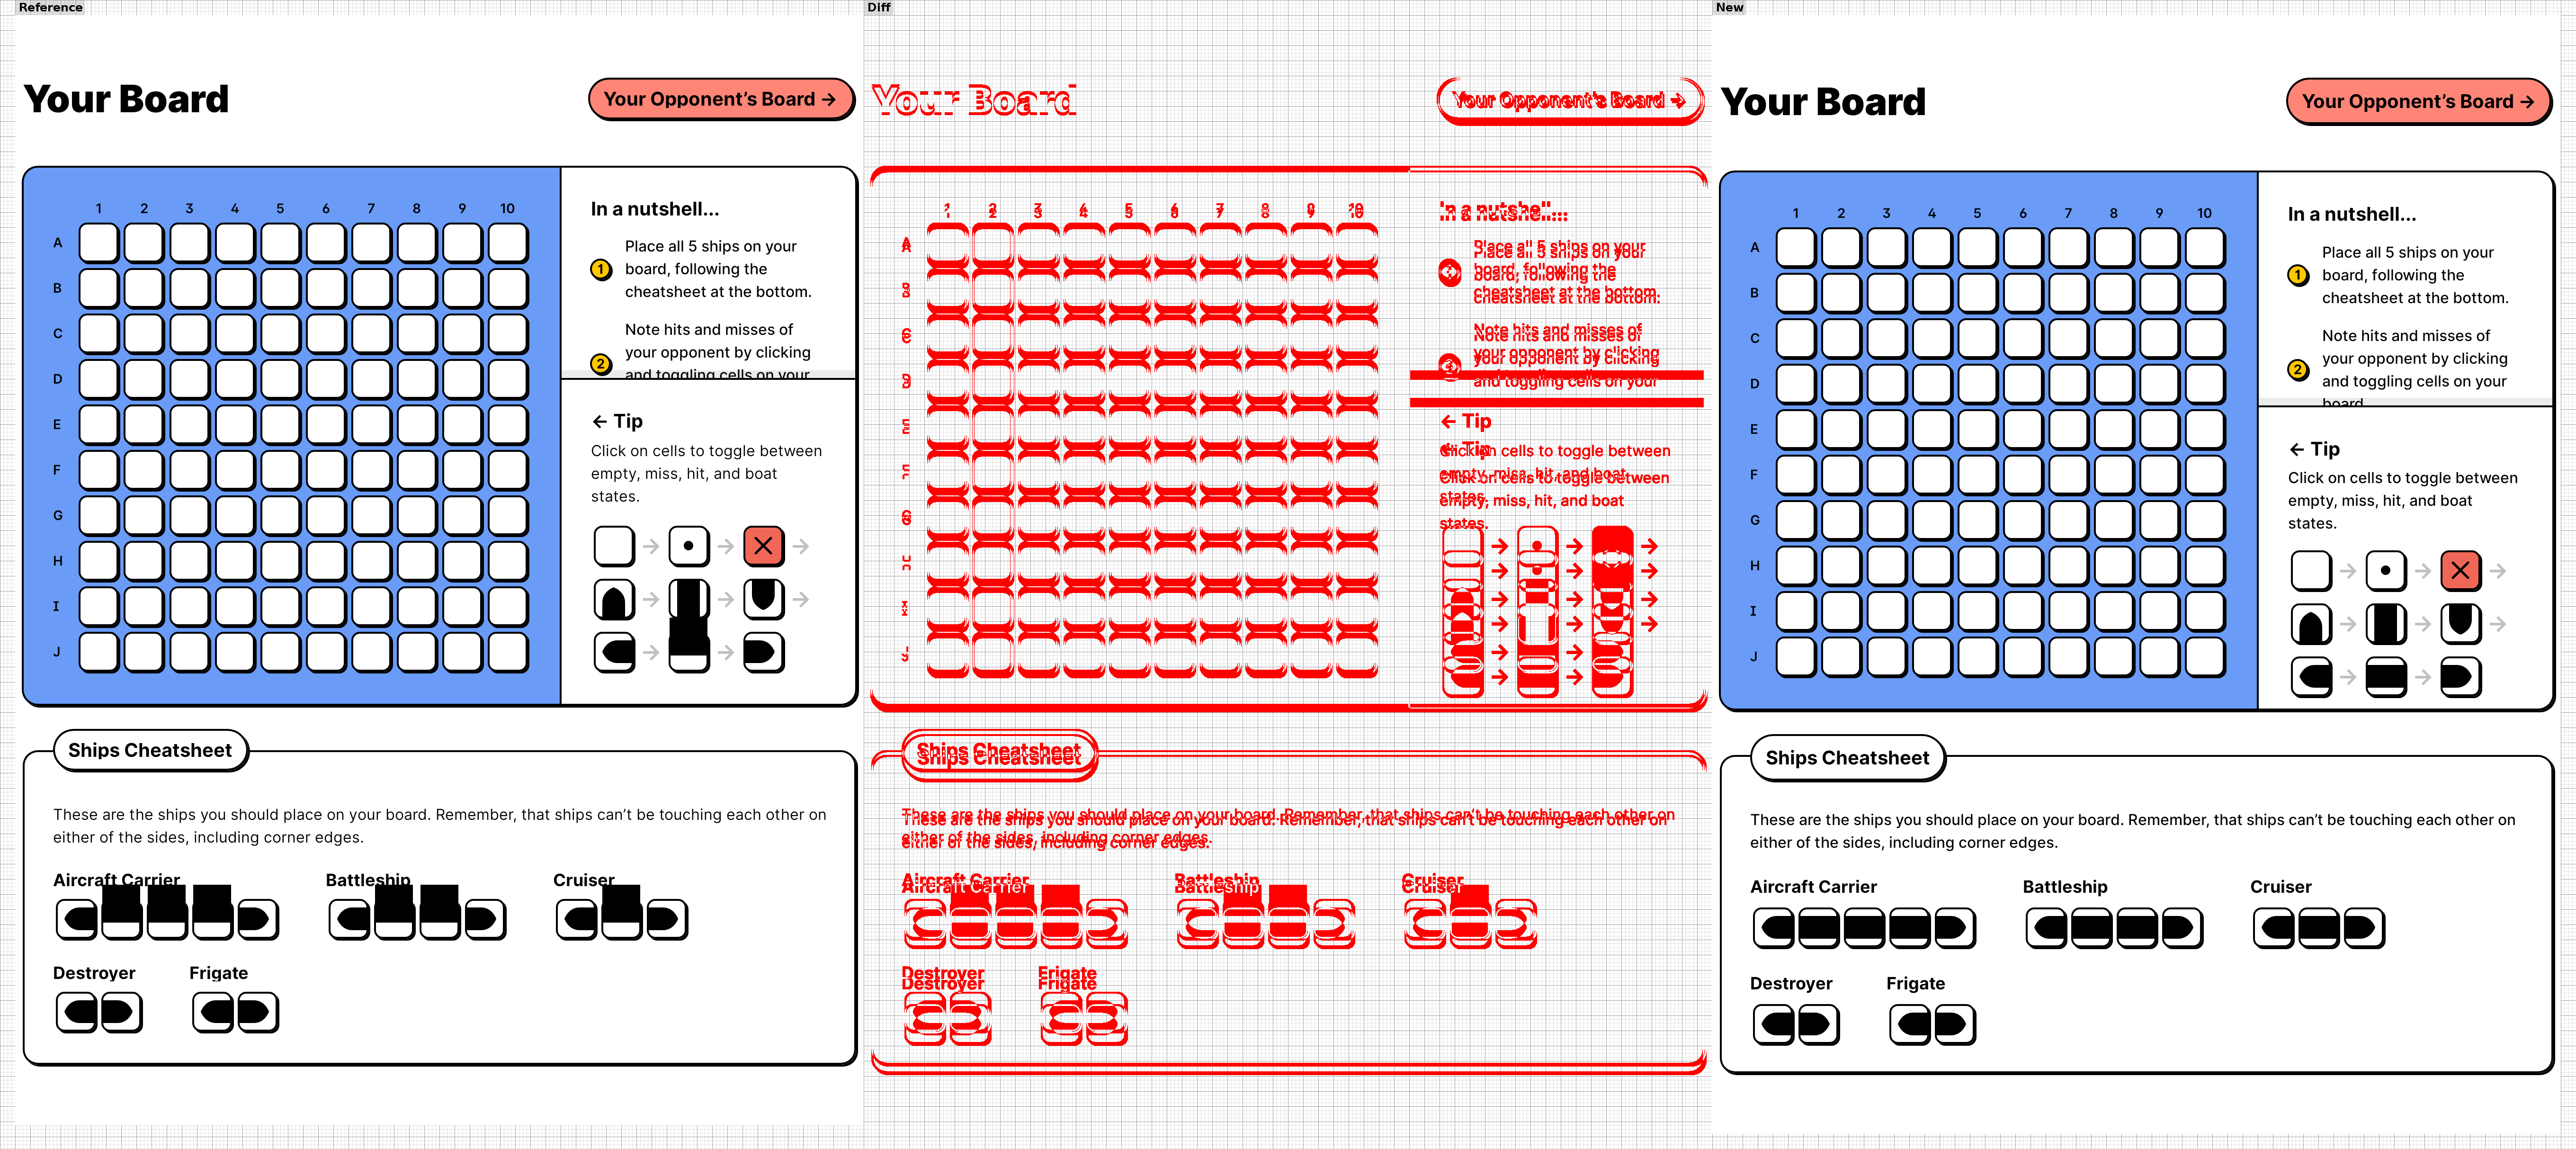 Reference
Your Board
Your Opponent’s Board →
1 2 3 4 5 6 7 8 9 10
A
B
C
D
E
F
G
H
I
J
In a nutshell...
1
Place all 5 ships on your
board, following the
cheatsheet at the bottom.
2
Note hits and misses of
your opponent by clicking
and toggling cells on your
← Tip
Click on cells to toggle between
empty, miss, hit, and boat
states.
Ships Cheatsheet
These are the ships you should place on your board. Remember, that ships can’t be touching each other on
either of the sides, including corner edges.
Aircraft Carrier
Battleship
Cruiser
Destroyer
Frigate
Diff
Your Board
Your Opponent’s Board →
1 2 3 4 5 6 7 8 9 10
In a nutshell...
Place all 5 ships on your
board, following the
cheatsheet at the bottom.
Note hits and misses of
your opponent by clicking
and toggling cells on your
← Tip
Click on cells to toggle between
empty, miss, hit, and boat
states.
Ships Cheatsheet
These are the ships you should place on your board. Remember, that ships can’t be touching each other on
either of the sides, including corner edges.
Aircraft Carrier
Battleship
Cruiser
Destroyer
Frigate
New
Your Board
Your Opponent’s Board →
1 2 3 4 5 6 7 8 9 10
A
B
C
D
E
F
G
H
I
J
In a nutshell...
1
Place all 5 ships on your
board, following the
cheatsheet at the bottom.
2
Note hits and misses of
your opponent by clicking
and toggling cells on your
board
← Tip
Click on cells to toggle between
empty, miss, hit, and boat
states.
Ships Cheatsheet
These are the ships you should place on your board. Remember, that ships can’t be touching each other on
either of the sides, including corner edges.
Aircraft Carrier
Battleship
Cruiser
Destroyer
Frigate